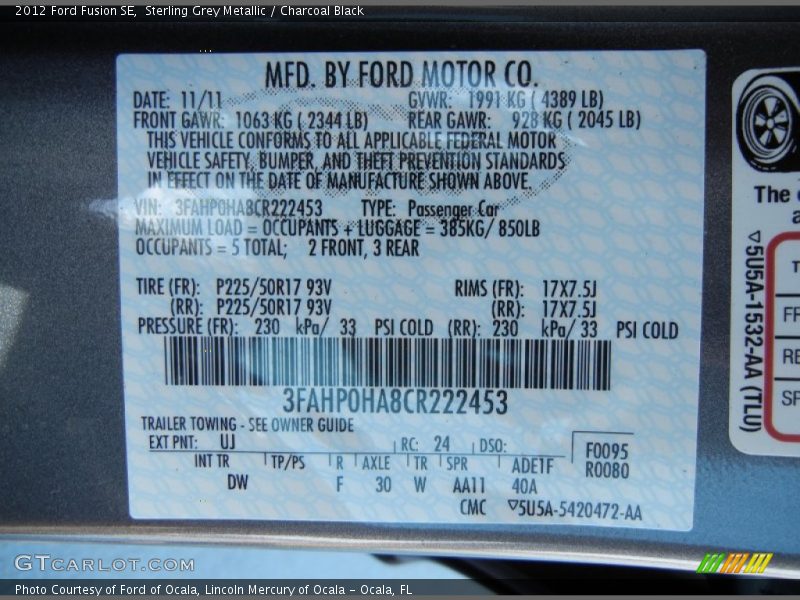 2012 Ford Fusion SE, Sterling Grey Metallic / Charcoal Black
MFD. BY FORD MOTOR CO.
DATE: 11/11 GVWR: 1991 KG ( 4389 LB)
FRONT GAWR: 1063 KG ( 2344 LB) REAR GAWR: 928 KG ( 2045 LB)
THIS VEHICLE CONFORMS TO ALL APPLICABLE FEDERAL MOTOR
VEHICLE SAFETY, BUMPER, AND THEFT PREVENTION STANDARDS
IN EFFECT ON THE DATE OF MANUFACTURE SHOWN ABOVE.
VIN: 3FAHP0HA8CR222453 TYPE: Passenger Car
MAXIMUM LOAD = OCCUPANTS + LUGGAGE = 385KG/ 850LB
OCCUPANTS = 5 TOTAL; 2 FRONT, 3 REAR
TIRE (FR): P225/50R17 93V RIMS (FR): 17X7.5J
(RR): P225/50R17 93V (RR): 17X7.5J
PRESSURE (FR): 230 kPa/ 33 PSI COLD (RR): 230 kPa/ 33 PSI COLD
3FAHP0HA8CR222453
TRAILER TOWING - SEE OWNER GUIDE
EXT PNT: UJ RC: 24 DSO: F0095
INT TR TP/PS R AXLE TR SPR ADE1F R0080
DW F 30 W AA11 40A
CMC ▽5U5A-5420472-AA
The
▽5U5A-1532-AA (TLU)
T
FR
RE
SP
GTCARLOT.COM
Photo Courtesy of Ford of Ocala, Lincoln Mercury of Ocala – Ocala, FL